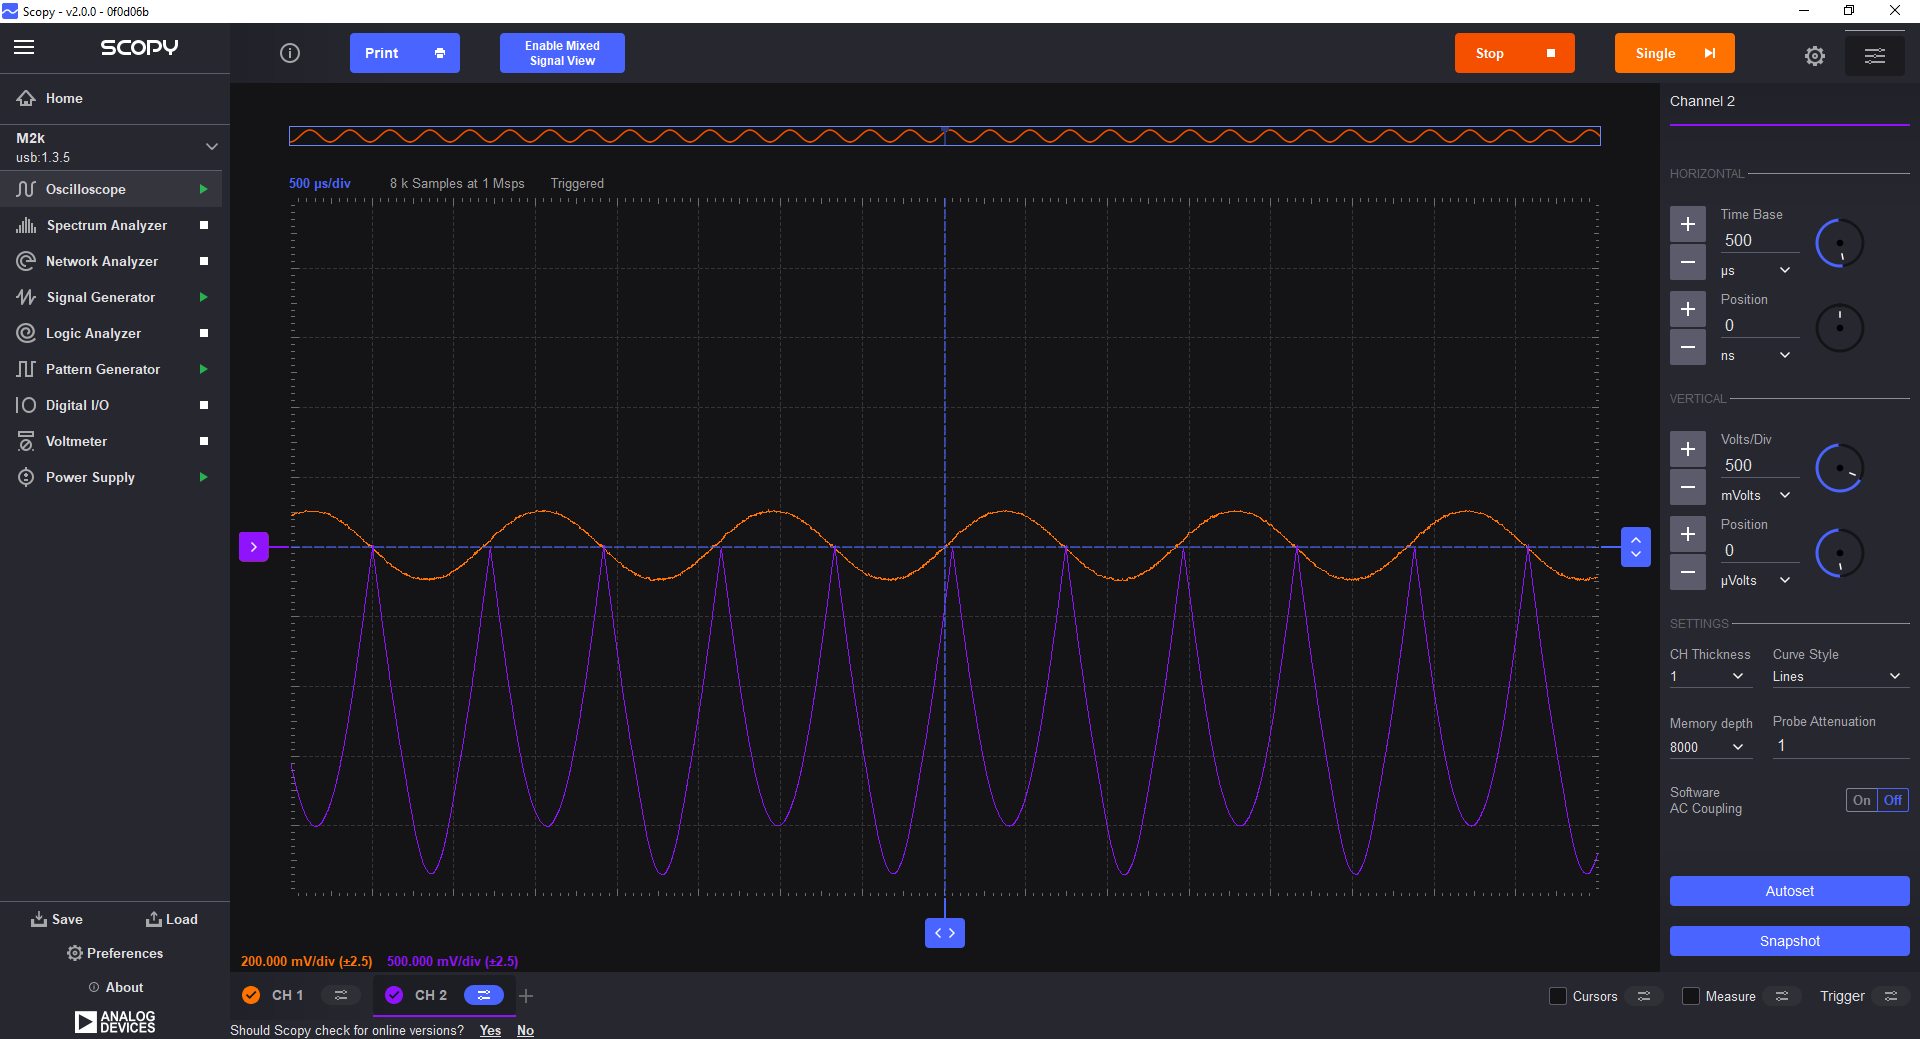 Scopy - v2.0.0 - 0f0d06b
SCOPY
Print
Enable Mixed
Signal View
Stop
Single
Home
M2k
usb:1.3.5
Oscilloscope
Spectrum Analyzer
Network Analyzer
Signal Generator
Logic Analyzer
Pattern Generator
Digital I/O
Voltmeter
Power Supply
Save
Load
Preferences
About
ANALOG
DEVICES
500 µs/div
8 k Samples at 1 Msps
Triggered
200.000 mV/div (±2.5)
500.000 mV/div (±2.5)
CH 1
CH 2
Should Scopy check for online versions?
Yes
No
Channel 2
HORIZONTAL
Time Base
500
µs
Position
0
ns
VERTICAL
Volts/Div
500
mVolts
Position
0
µVolts
SETTINGS
CH Thickness
Curve Style
1
Lines
Memory depth
Probe Attenuation
8000
1
Software
AC Coupling
On
Off
Autoset
Snapshot
Cursors
Measure
Trigger